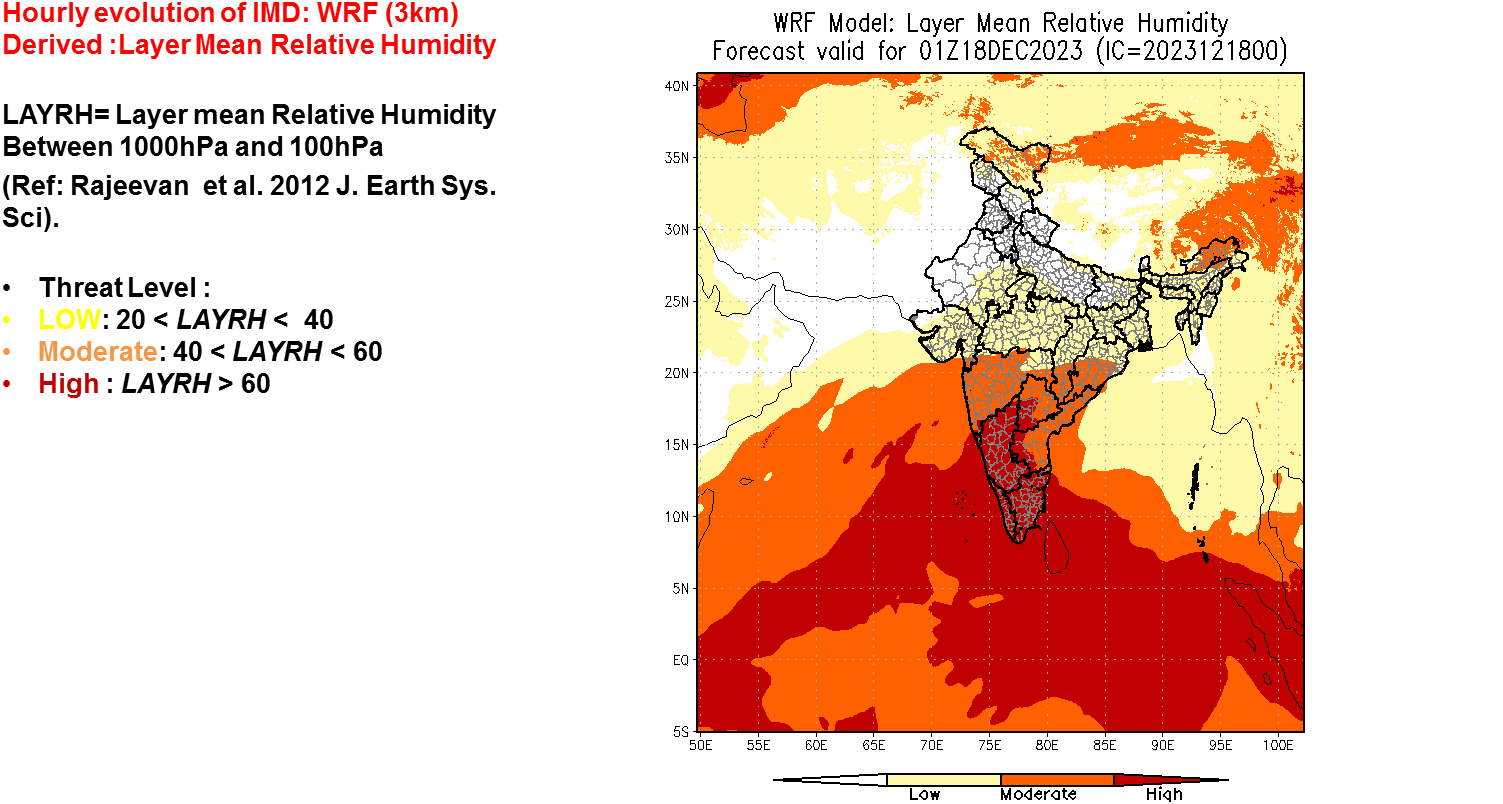 Hourly evolution of IMD: WRF (3km)
Derived :Layer Mean Relative Humidity
LAYRH= Layer mean Relative Humidity
Between 1000hPa and 100hPa
(Ref: Rajeevan et al. 2012 J. Earth Sys.
Sci).
• Threat Level :
• LOW: 20 < LAYRH < 40
• Moderate: 40 < LAYRH < 60
• High : LAYRH > 60
WRF Model: Layer Mean Relative Humidity
Forecast valid for 01Z18DEC2023 (IC=2023121800)
40N
35N
30N
25N
20N
15N
10N
5N
EQ
5S
50E 55E 60E 65E 70E 75E 80E 85E 90E 95E 100E
Low Moderate High